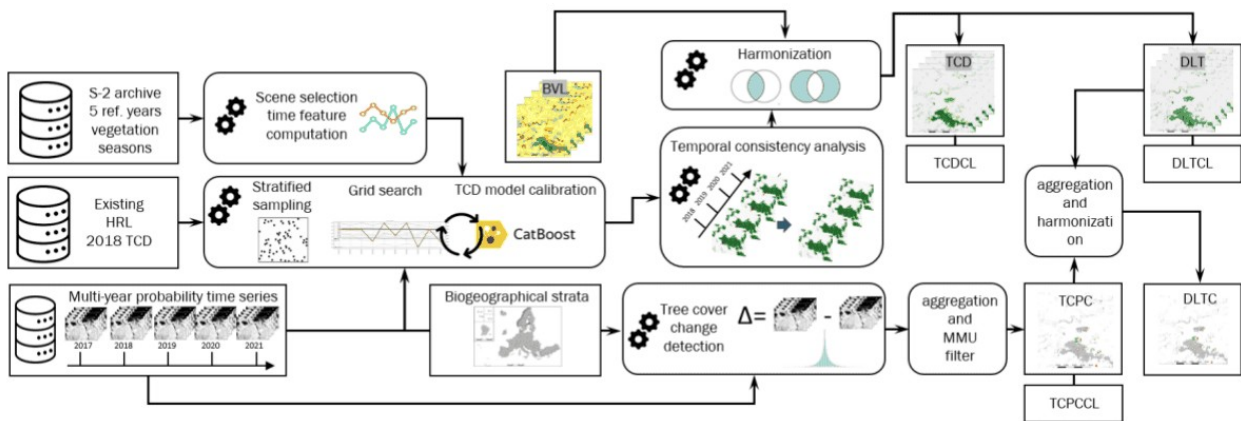 S-2 archive
5 ref. years
vegetation
seasons
Scene selection
time feature
computation
BVL
Harmonization
TCD
TCDCL
DLT
DLTCL
Existing
HRL
2018 TCD
Stratified
sampling
Grid search
TCD model calibration
CatBoost
Temporal consistency analysis
2018 2019 2020 2021
aggregation
and
harmonizati
on
Multi-year probability time series
2017 2018 2019 2020 2021
Biogeographical strata
Tree cover
change
detection
Δ= -
aggregation
and
MMU
filter
TCPC
TCPCCL
DLTC